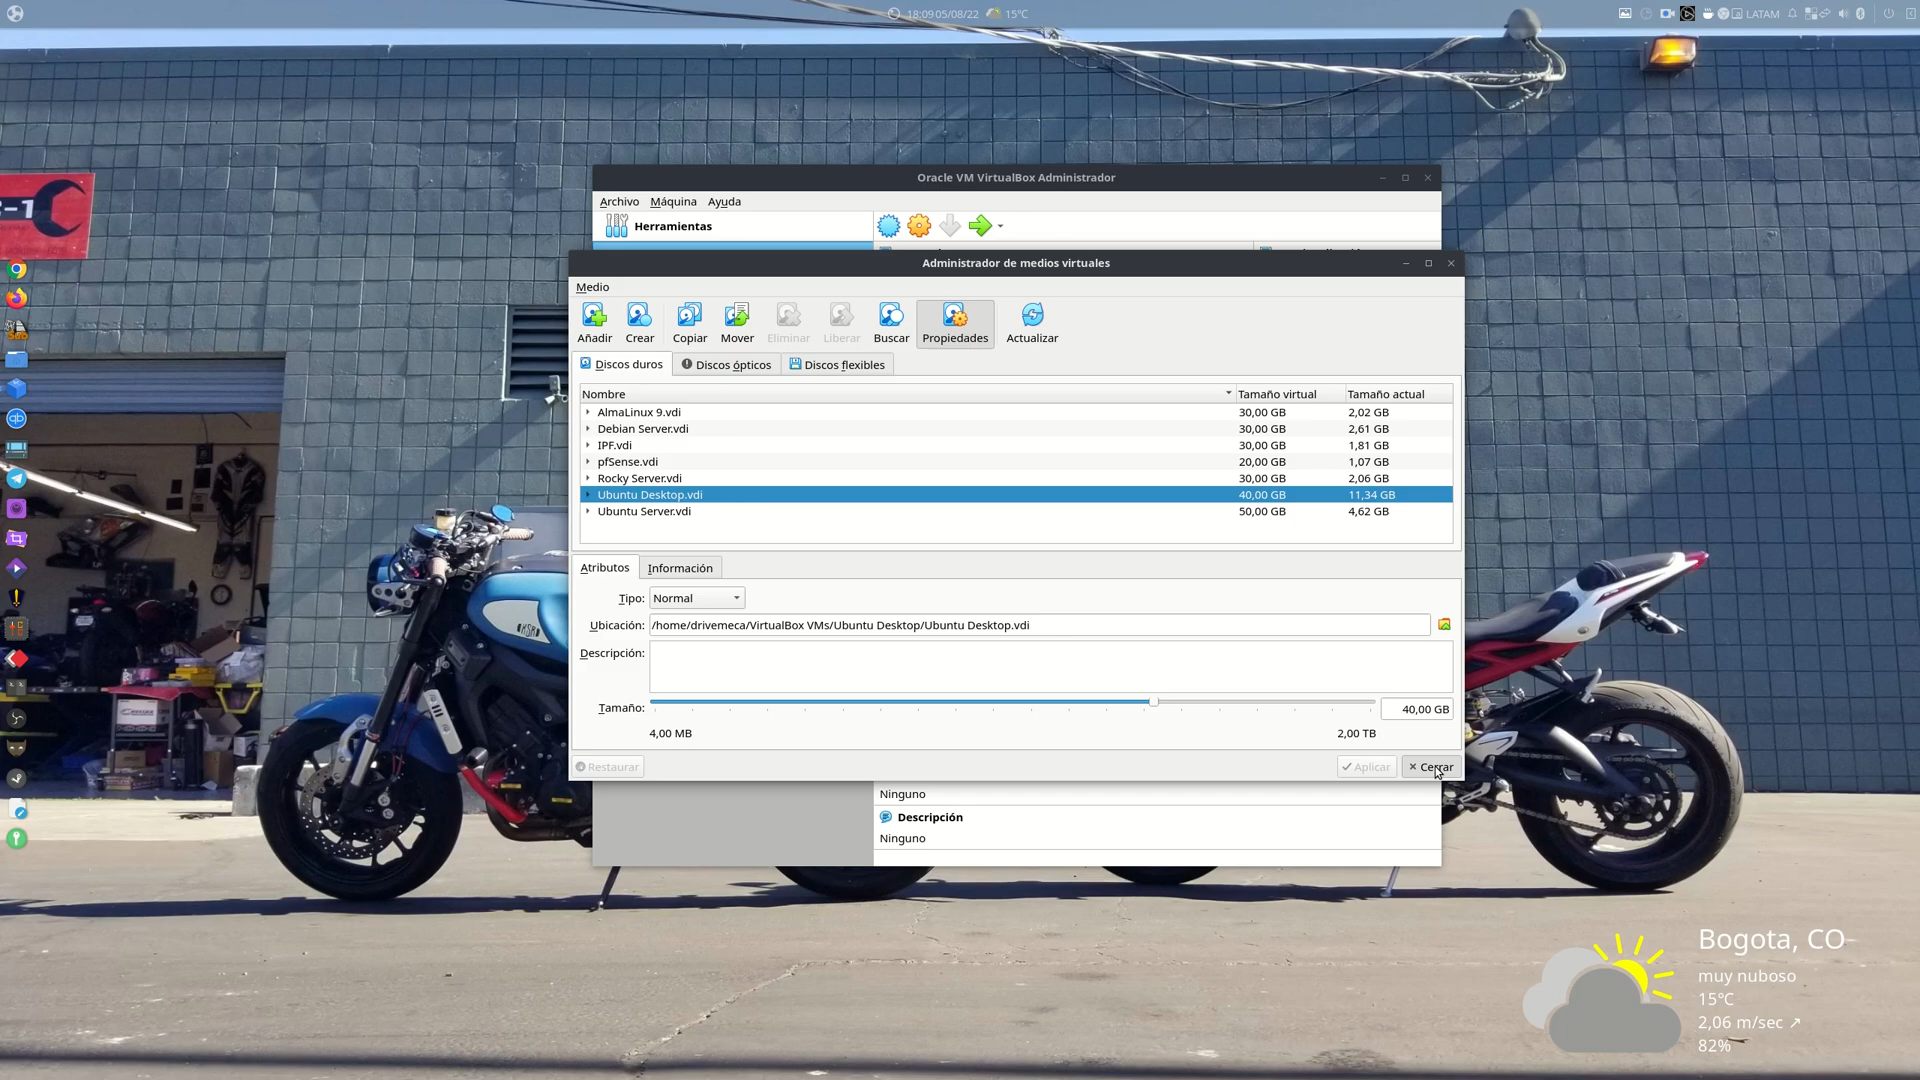 18:09 05/08/22 15°C
LATAM
Oracle VM VirtualBox Administrador
Archivo Máquina Ayuda
Herramientas
Administrador de medios virtuales
Medio
Añadir Crear Copiar Mover Eliminar Liberar Buscar Propiedades Actualizar
Discos duros Discos ópticos Discos flexibles
Nombre Tamaño virtual Tamaño actual
AlmaLinux 9.vdi 30,00 GB 2,02 GB
Debian Server.vdi 30,00 GB 2,61 GB
IPF.vdi 30,00 GB 1,81 GB
pfSense.vdi 20,00 GB 1,07 GB
Rocky Server.vdi 30,00 GB 2,06 GB
Ubuntu Desktop.vdi 40,00 GB 11,34 GB
Ubuntu Server.vdi 50,00 GB 4,62 GB
Atributos Información
Tipo: Normal
Ubicación: /home/drivemeca/VirtualBox VMs/Ubuntu Desktop/Ubuntu Desktop.vdi
Descripción:
Tamaño: 40,00 GB
4,00 MB 2,00 TB
Restaurar Aplicar Cerrar
Ninguno
Descripción
Ninguno
Bogota, CO
muy nuboso
15°C
2,06 m/sec ↗
82%